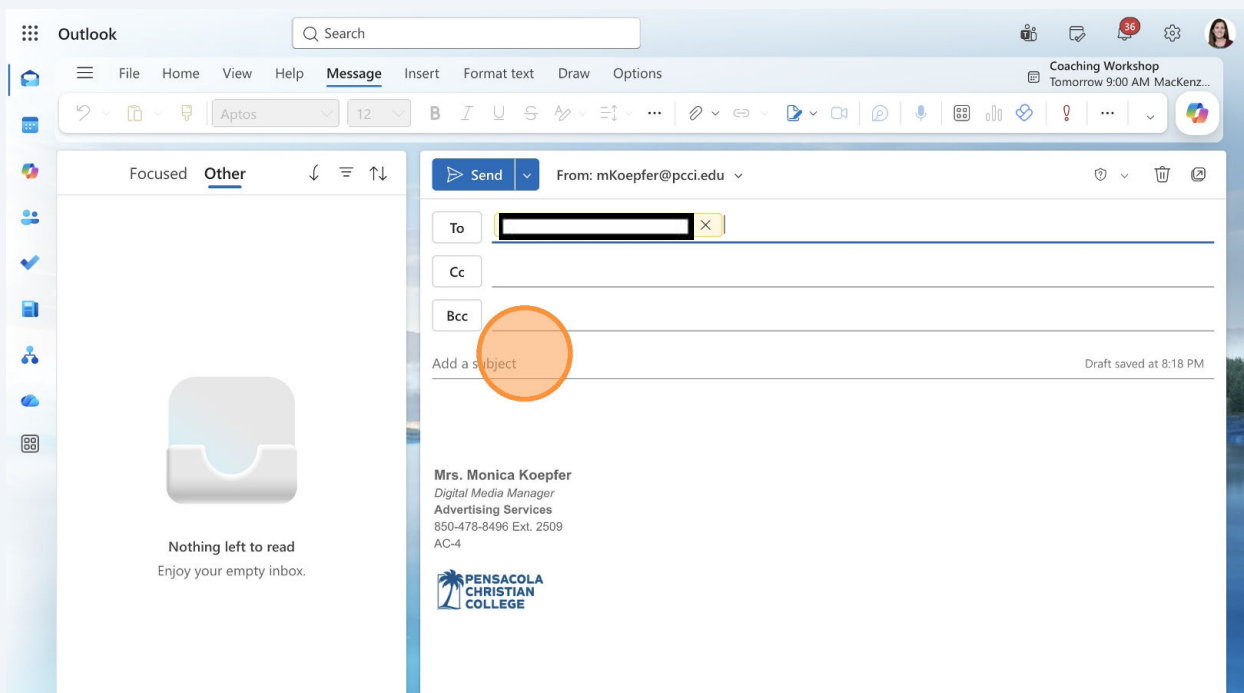 Outlook
Search
36
File Home View Help Message Insert Format text Draw Options
Coaching Workshop
Tomorrow 9:00 AM MacKenz...
Aptos 12
Focused Other
Send From: mKoepfer@pcci.edu
To
Cc
Bcc
Add a subject Draft saved at 8:18 PM
Mrs. Monica Koepfer
Digital Media Manager
Advertising Services
850-478-8496 Ext. 2509
AC-4
PENSACOLA
CHRISTIAN
COLLEGE
Nothing left to read
Enjoy your empty inbox.